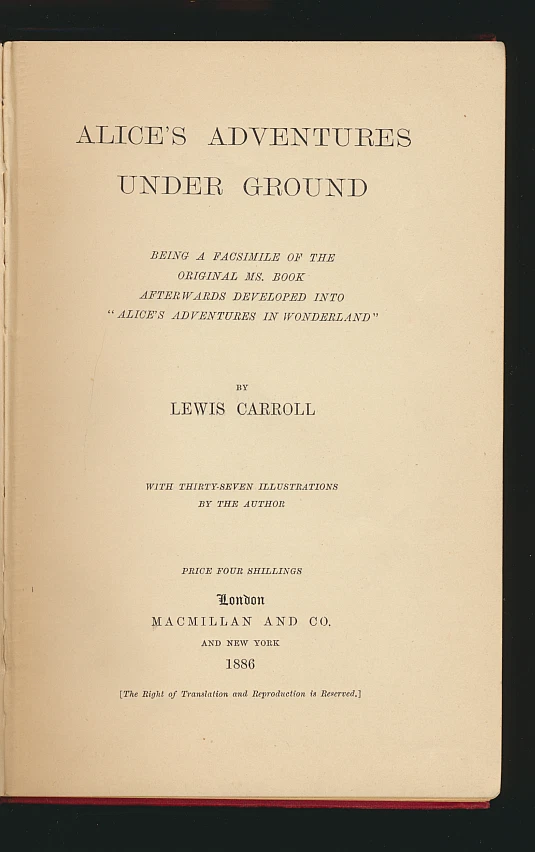 ALICE'S ADVENTURES
UNDER GROUND
BEING A FACSIMILE OF THE
ORIGINAL MS. BOOK
AFTERWARDS DEVELOPED INTO
"ALICE'S ADVENTURES IN WONDERLAND"
BY
LEWIS CARROLL
WITH THIRTY-SEVEN ILLUSTRATIONS
BY THE AUTHOR
PRICE FOUR SHILLINGS
London
MACMILLAN AND CO.
AND NEW YORK
1886
[The Right of Translation and Reproduction is Reserved.]